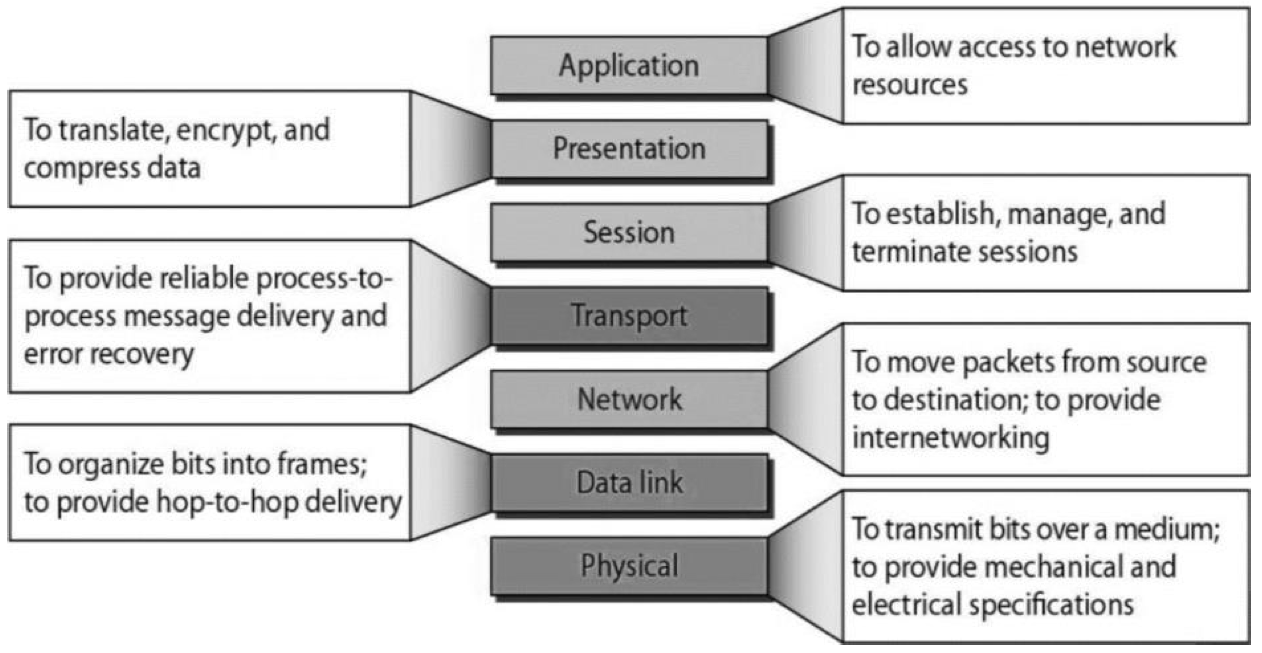 Application
To allow access to network
resources
To translate, encrypt, and
compress data
Presentation
Session
To establish, manage, and
terminate sessions
To provide reliable process-to-
process message delivery and
error recovery
Transport
Network
To move packets from source
to destination; to provide
internetworking
To organize bits into frames;
to provide hop-to-hop delivery
Data link
Physical
To transmit bits over a medium;
to provide mechanical and
electrical specifications